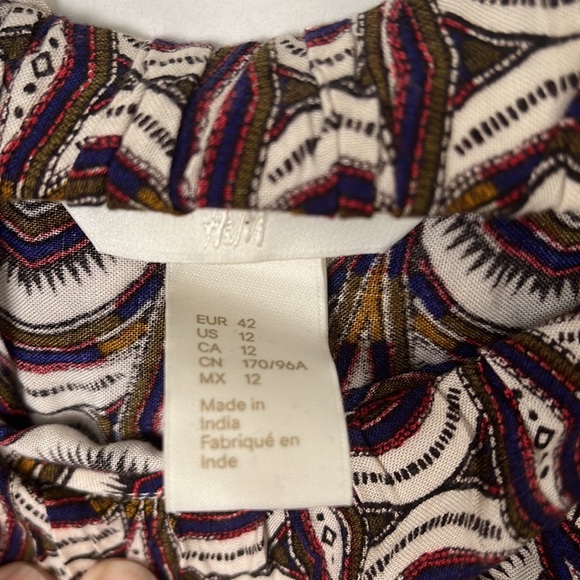 H&M
EUR 42
US 12
CA 12
CN 170/96A
MX 12
Made in
India
Fabriqué en
Inde